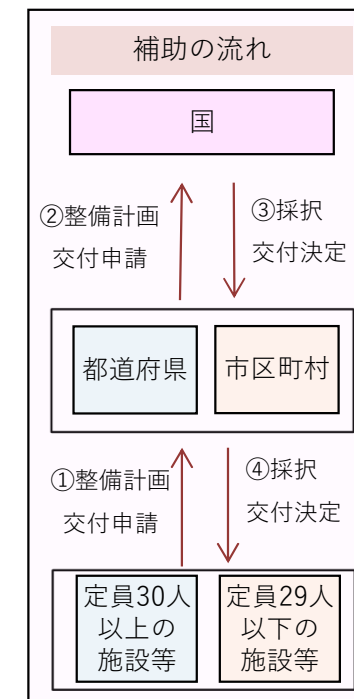 補助の流れ
国
②整備計画
交付申請
③採択
交付決定
都道府県
市区町村
①整備計画
交付申請
④採択
交付決定
定員30人
以上の
施設等
定員29人
以下の
施設等